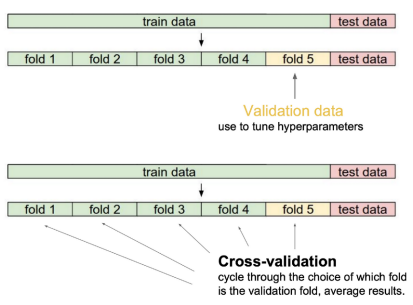 train data test data
fold 1 fold 2 fold 3 fold 4 fold 5 test data
Validation data
use to tune hyperparameters
train data test data
fold 1 fold 2 fold 3 fold 4 fold 5 test data
Cross-validation
cycle through the choice of which fold
is the validation fold, average results.